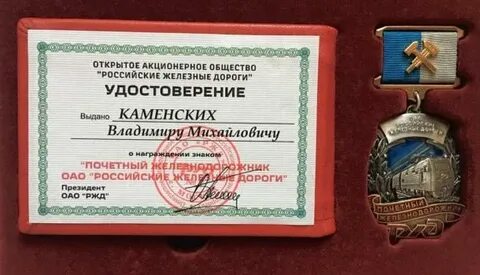 ОТКРЫТОЕ АКЦИОНЕРНОЕ ОБЩЕСТВО
"РОССИЙСКИЕ ЖЕЛЕЗНЫЕ ДОРОГИ"
УДОСТОВЕРЕНИЕ
Выдано КАМЕНСКИХ
Владимиру Михайловичу
о награждении знаком
"ПОЧЕТНЫЙ ЖЕЛЕЗНОДОРОЖНИК
ОАО "РОССИЙСКИЕ ЖЕЛЕЗНЫЕ ДОРОГИ"
Президент
ОАО "РЖД"
ПОЧЕТНЫЙ
ЖЕЛЕЗНОДОРОЖНИК
РЖД